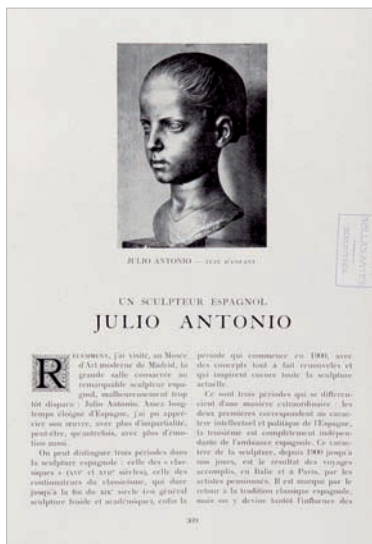 JULIO ANTONIO — TETE D'ENFANT
UN SCULPTEUR ESPAGNOL
JULIO ANTONIO
RÉCEMMENT, j'ai visité, au Musée
d'Art moderne de Madrid, la
grande salle consacrée au
remarquable sculpteur espa-
gnol, malheureusement trop
tôt disparu : Julio Antonio. Assez long-
temps éloigné d'Espagne, j'ai pu appré-
cier son œuvre, avec plus d'impartialité,
peut-être, qu'autrefois, avec plus d'émo-
tion aussi.
On peut distinguer trois périodes dans
la sculpture espagnole : celle des « clas-
siques » (XVIe et XVIIe siècles), celle des
continuateurs du classicisme, qui dure
jusqu'à la fin du XIXe siècle (en général
sculpture froide et académique), enfin la
période qui commence en 1900, avec
des concepts tout à fait renouvelés et
qui inspirent encore toute la sculpture
actuelle.
Ce sont trois périodes qui se différen-
cient d'une manière extraordinaire : les
deux premières correspondent au carac-
tère intellectuel et politique de l'Espagne,
la troisième est complètement indépen-
dante de l'ambiance espagnole. Ce carac-
tère de la sculpture, depuis 1900 jusqu'à
nos jours, est le résultat des voyages
accomplis, en Italie et à Paris, par les
artistes pensionnés. Il est marqué par le
retour à la tradition classique espagnole,
mais on y devine bientôt l'influence des
309